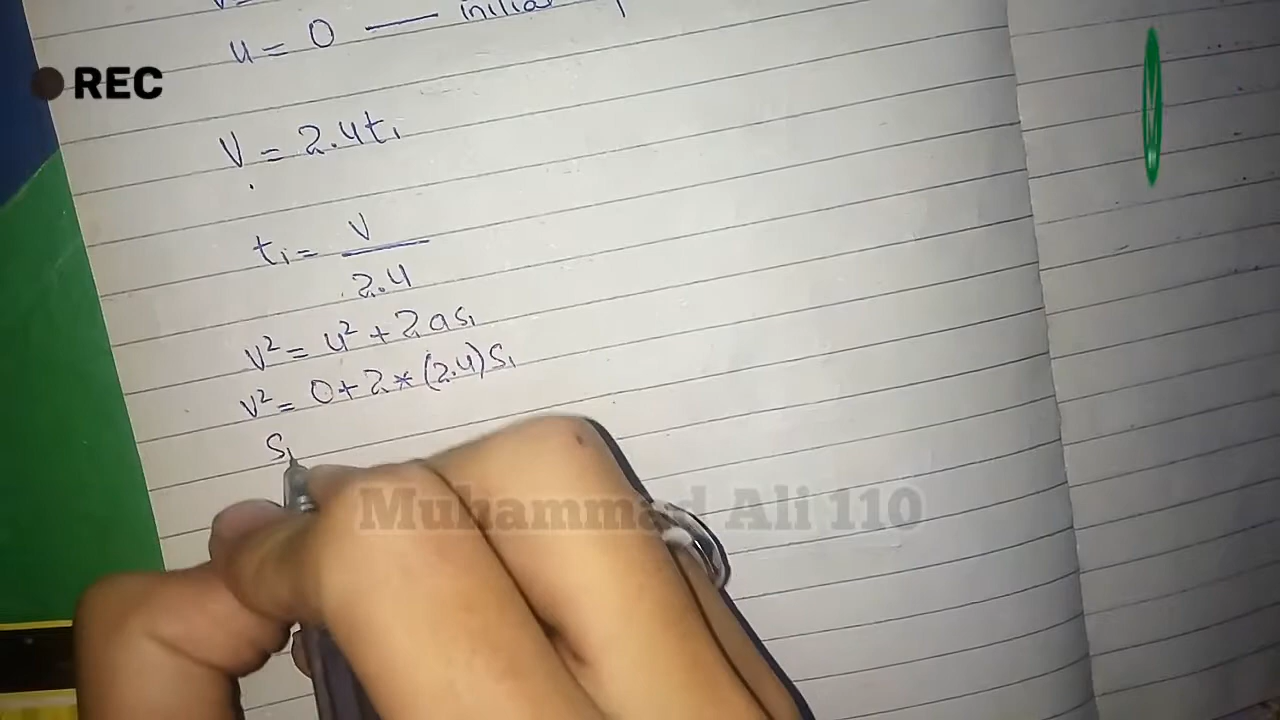 u = 0 —— initial
REC
V = 2.4t₁
t₁ = V
2.4
V² = u² + 2as₁
V² = 0 + 2 * (2.4) S₁
S₁
Muhammad Ali 110